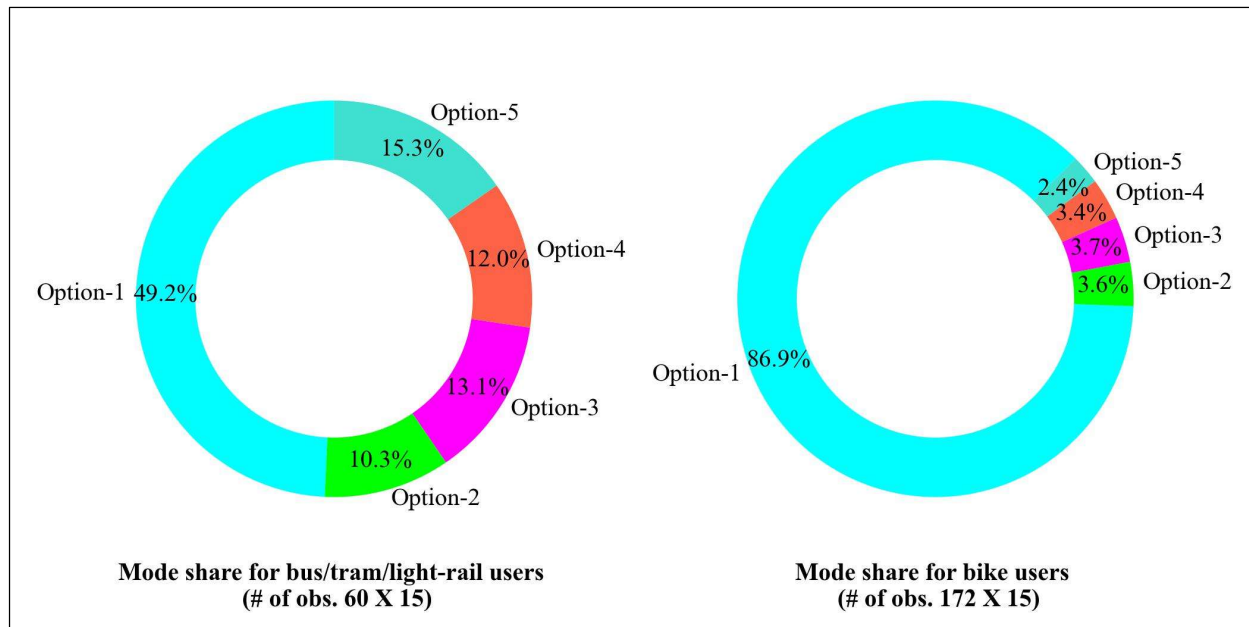 Option-5
15.3%
Option-4
12.0%
Option-1
49.2%
13.1%
Option-3
10.3%
Option-2
Mode share for bus/tram/light-rail users
(# of obs. 60 X 15)
Option-5
2.4%
Option-4
3.4%
Option-3
3.7%
Option-2
3.6%
Option-1
86.9%
Mode share for bike users
(# of obs. 172 X 15)